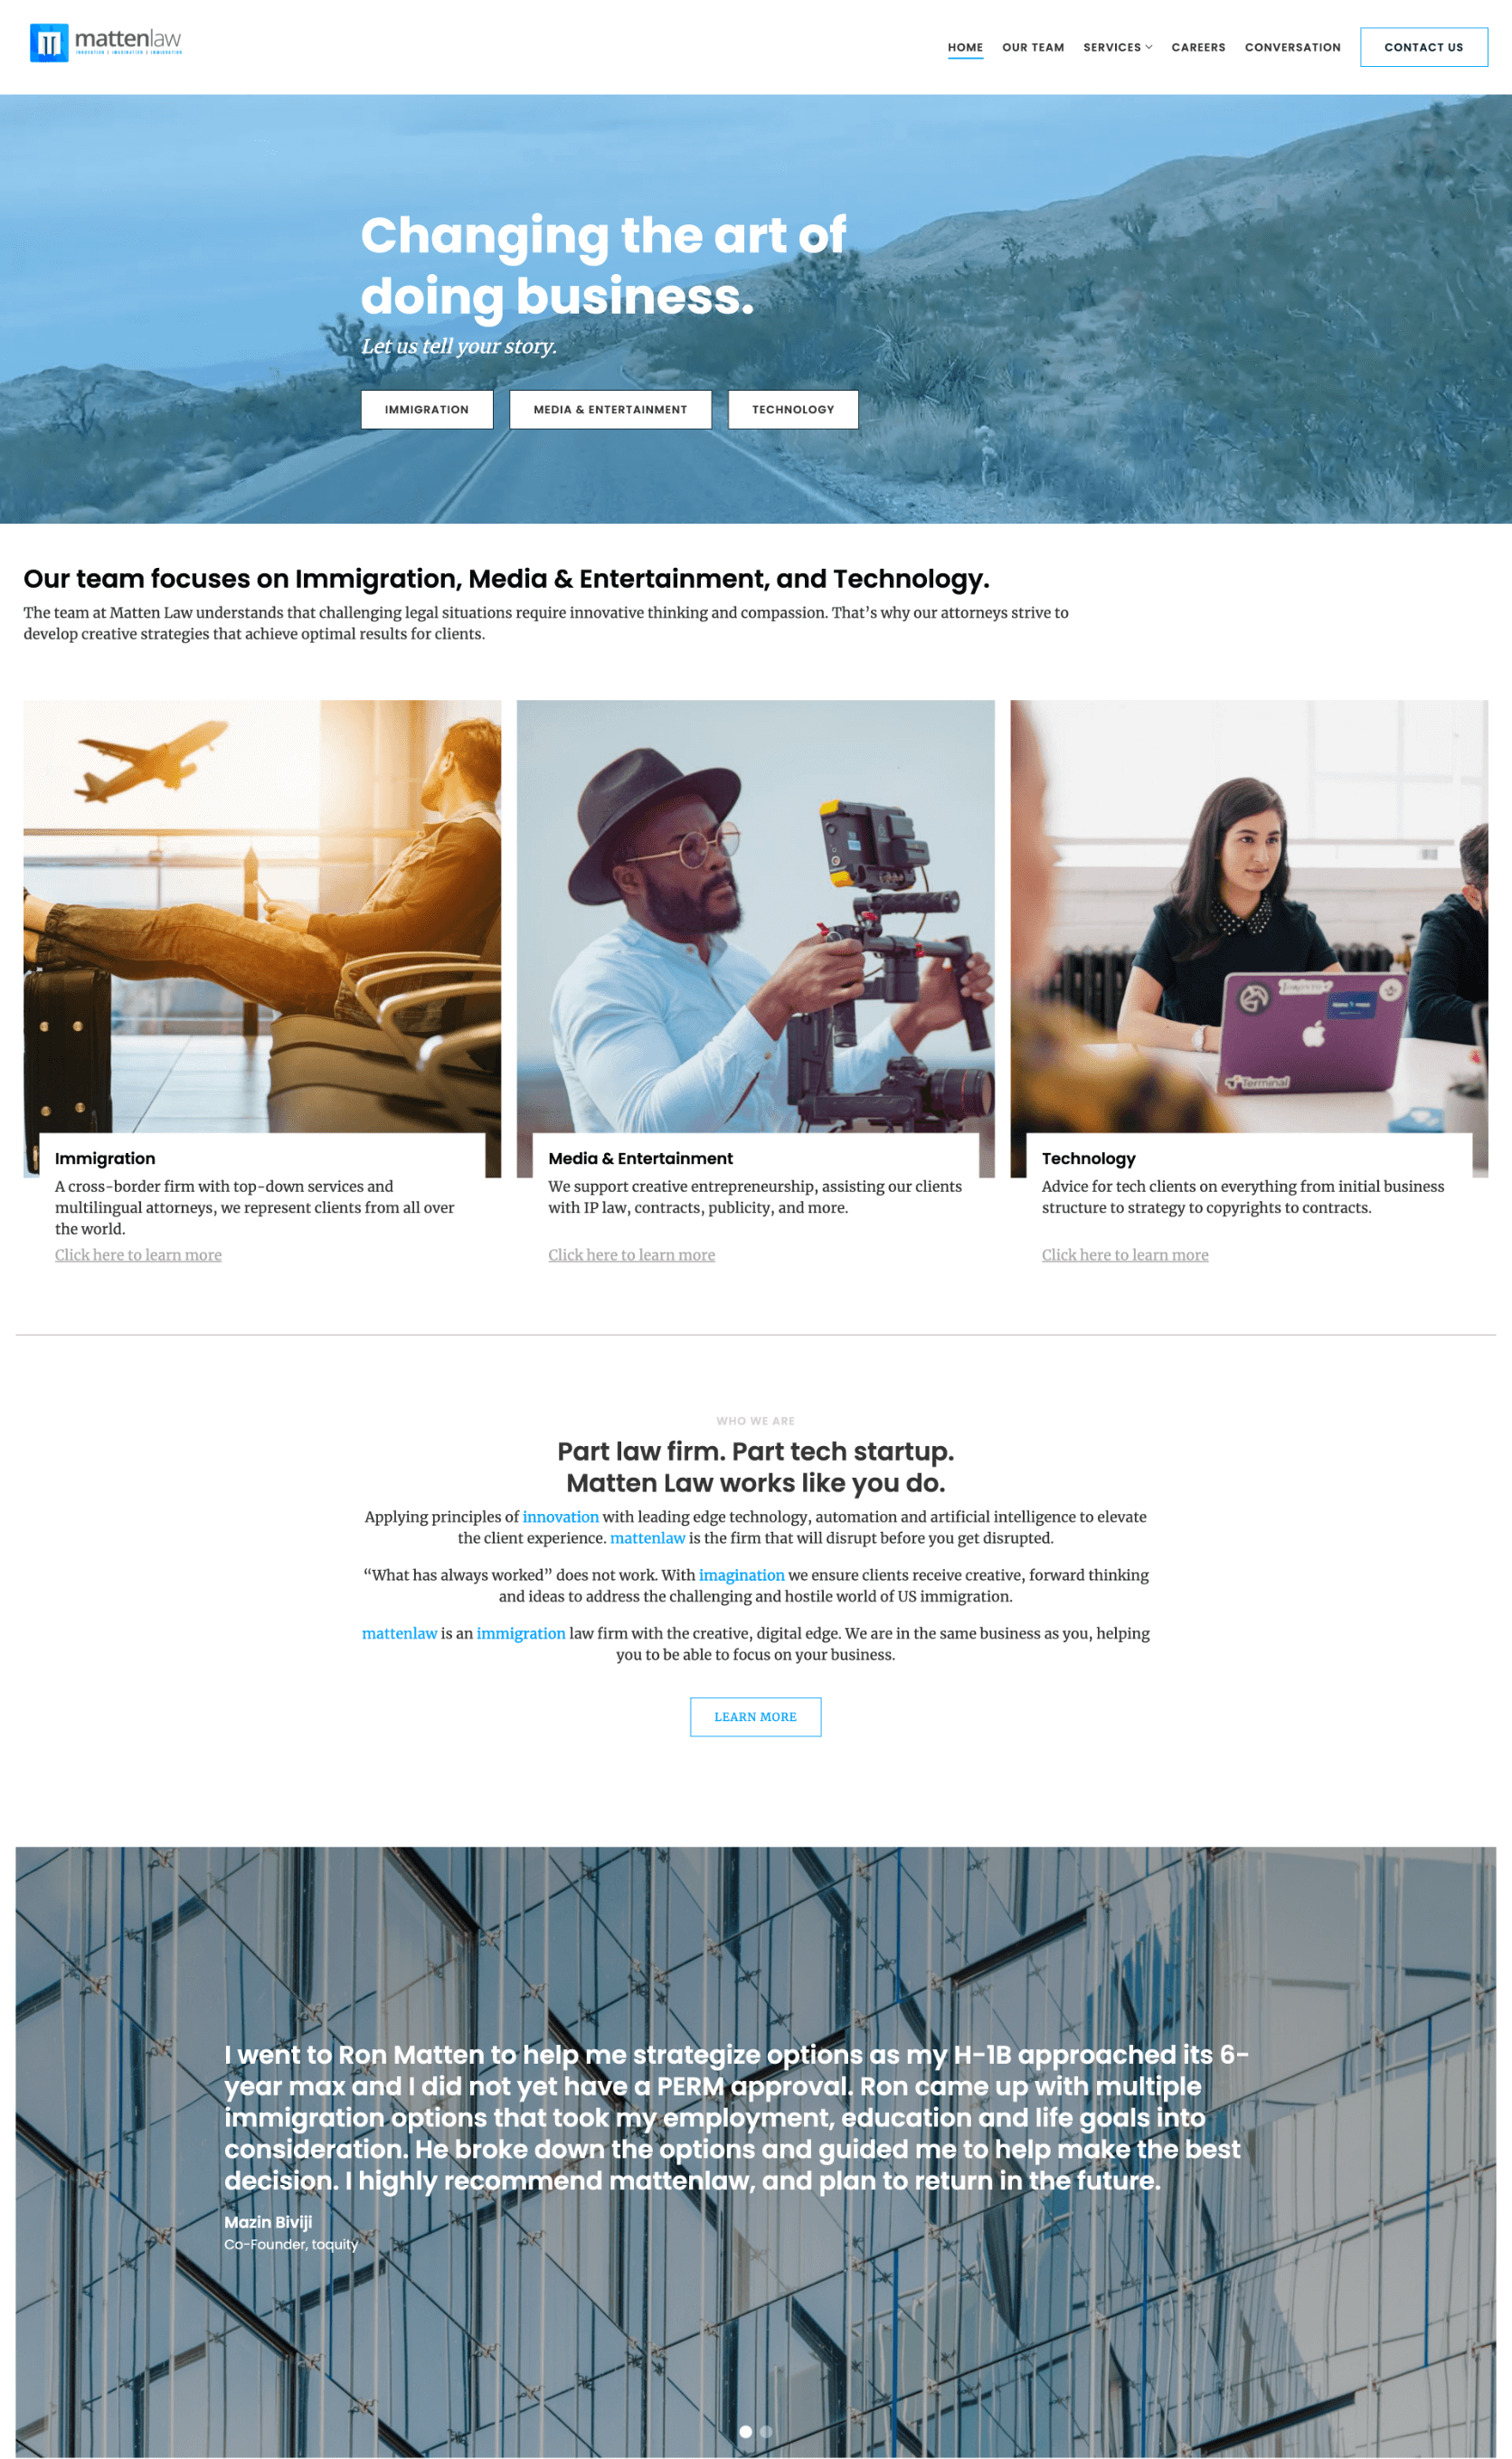 mattenlaw
INNOVATION | IMAGINATION | IMMIGRATION
HOME
OUR TEAM
SERVICES
CAREERS
CONVERSATION
CONTACT US
Changing the art of
doing business.
Let us tell your story.
IMMIGRATION
MEDIA & ENTERTAINMENT
TECHNOLOGY
Our team focuses on Immigration, Media & Entertainment, and Technology.
The team at Matten Law understands that challenging legal situations require innovative thinking and compassion. That’s why our attorneys strive to
develop creative strategies that achieve optimal results for clients.
Terminal
Immigration
A cross-border firm with top-down services and
multilingual attorneys, we represent clients from all over
the world.
Click here to learn more
Media & Entertainment
We support creative entrepreneurship, assisting our clients
with IP law, contracts, publicity, and more.
Click here to learn more
Technology
Advice for tech clients on everything from initial business
structure to strategy to copyrights to contracts.
Click here to learn more
WHO WE ARE
Part law firm. Part tech startup.
Matten Law works like you do.
Applying principles of innovation with leading edge technology, automation and artificial intelligence to elevate
the client experience. mattenlaw is the firm that will disrupt before you get disrupted.
“What has always worked” does not work. With imagination we ensure clients receive creative, forward thinking
and ideas to address the challenging and hostile world of US immigration.
mattenlaw is an immigration law firm with the creative, digital edge. We are in the same business as you, helping
you to be able to focus on your business.
LEARN MORE
I went to Ron Matten to help me strategize options as my H-1B approached its 6-
year max and I did not yet have a PERM approval. Ron came up with multiple
immigration options that took my employment, education and life goals into
consideration. He broke down the options and guided me to help make the best
decision. I highly recommend mattenlaw, and plan to return in the future.
Mazin Biviji
Co-Founder, toquity